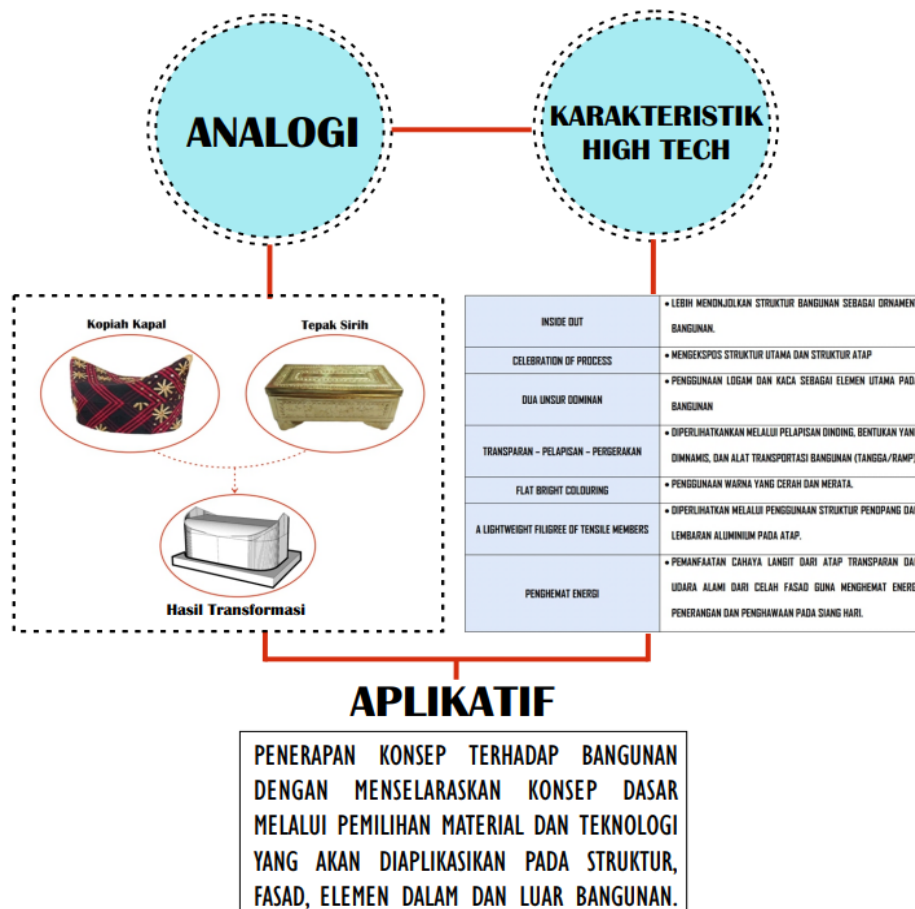 ANALOGI
KARAKTERISTIK
HIGH TECH
Kopiah Kapal
Tepak Sirih
Hasil Transformasi
INSIDE OUT
• LEBIH MENONJOLKAN STRUKTUR BANGUNAN SEBAGAI ORNAMEN
BANGUNAN.
CELEBRATION OF PROCESS
• MENGEKSPOS STRUKTUR UTAMA DAN STRUKTUR ATAP
DUA UNSUR DOMINAN
• PENGGUNAAN LOGAM DAN KACA SEBAGAI ELEMEN UTAMA PADA
BANGUNAN
TRANSPARAN – PELAPISAN – PERGERAKAN
• DIPERLIHATKANKAN MELALUI PELAPISAN DINDING, BENTUKAN YANG
DIMNAMIS, DAN ALAT TRANSPORTASI BANGUNAN (TANGGA/RAMP)
FLAT BRIGHT COLOURING
• PENGGUNAAN WARNA YANG CERAH DAN MERATA.
A LIGHTWEIGHT FILIGREE OF TENSILE MEMBERS
• DIPERLIHATKAN MELALUI PENGGUNAAN STRUKTUR PENOPANG DA
LEMBARAN ALUMINIUM PADA ATAP.
PENGHEMAT ENERGI
• PEMANFAATAN CAHAYA LANGIT DARI ATAP TRANSPARAN DA
UDARA ALAMI DARI CELAH FASAD GUNA MENGHEMAT ENERG
PENERANGAN DAN PENGHAWAAN PADA SIANG HARI.
APLIKATIF
PENERAPAN KONSEP TERHADAP BANGUNAN
DENGAN MENSELARASKAN KONSEP DASAR
MELALUI PEMILIHAN MATERIAL DAN TEKNOLOGI
YANG AKAN DIAPLIKASIKAN PADA STRUKTUR,
FASAD, ELEMEN DALAM DAN LUAR BANGUNAN.